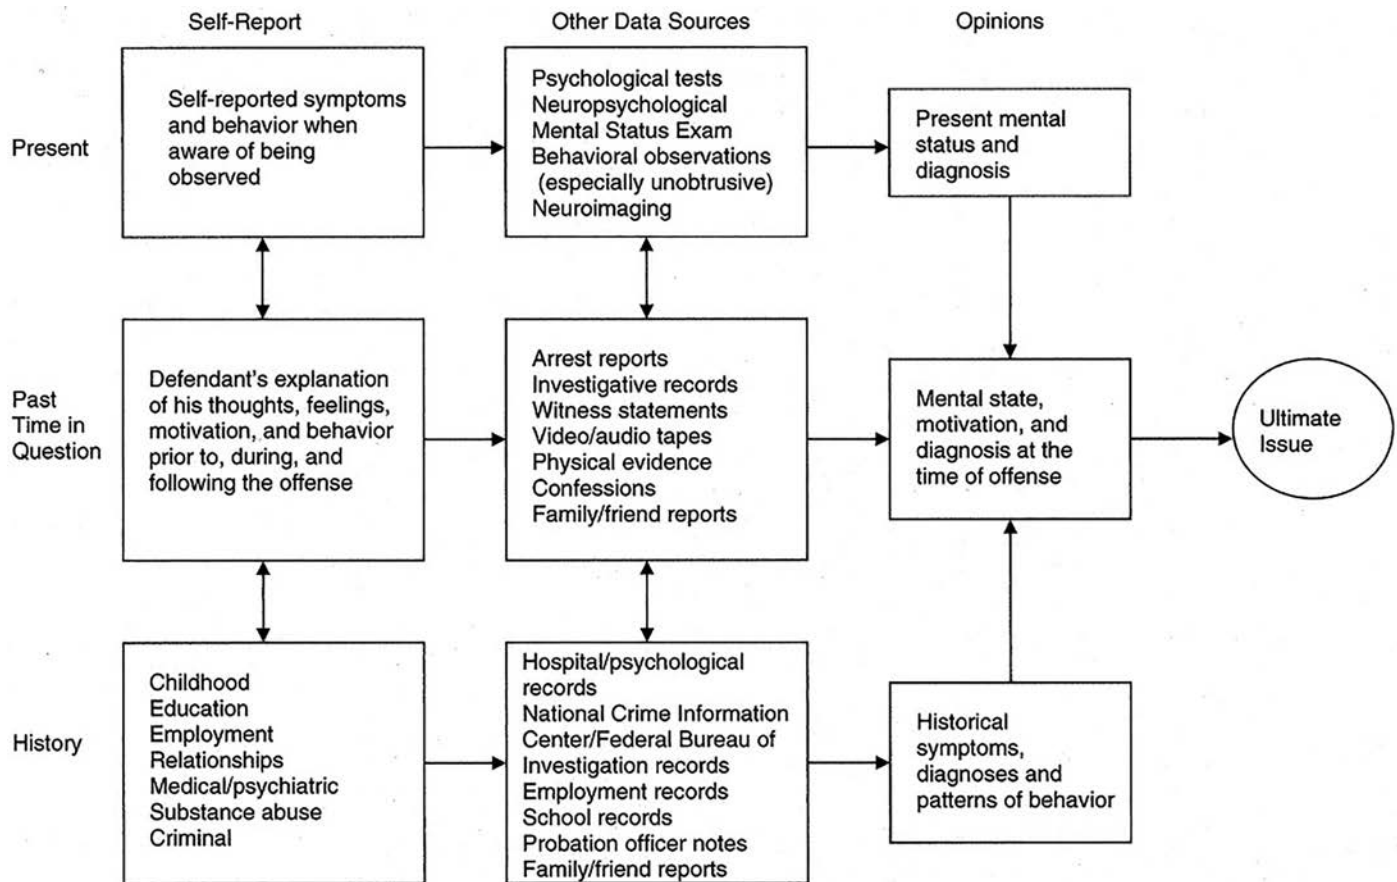 Self-Report
Other Data Sources
Opinions
Present
Self-reported symptoms
and behavior when
aware of being
observed
Psychological tests
Neuropsychological
Mental Status Exam
Behavioral observations
(especially unobtrusive)
Neuroimaging
Present mental
status and
diagnosis
Past
Time in
Question
Defendant's explanation
of his thoughts, feelings,
motivation, and behavior
prior to, during, and
following the offense
Arrest reports
Investigative records
Witness statements
Video/audio tapes
Physical evidence
Confessions
Family/friend reports
Mental state,
motivation, and
diagnosis at the
time of offense
Ultimate
Issue
History
Childhood
Education
Employment
Relationships
Medical/psychiatric
Substance abuse
Criminal
Hospital/psychological
records
National Crime Information
Center/Federal Bureau of
Investigation records
Employment records
School records
Probation officer notes
Family/friend reports
Historical
symptoms,
diagnoses and
patterns of behavior